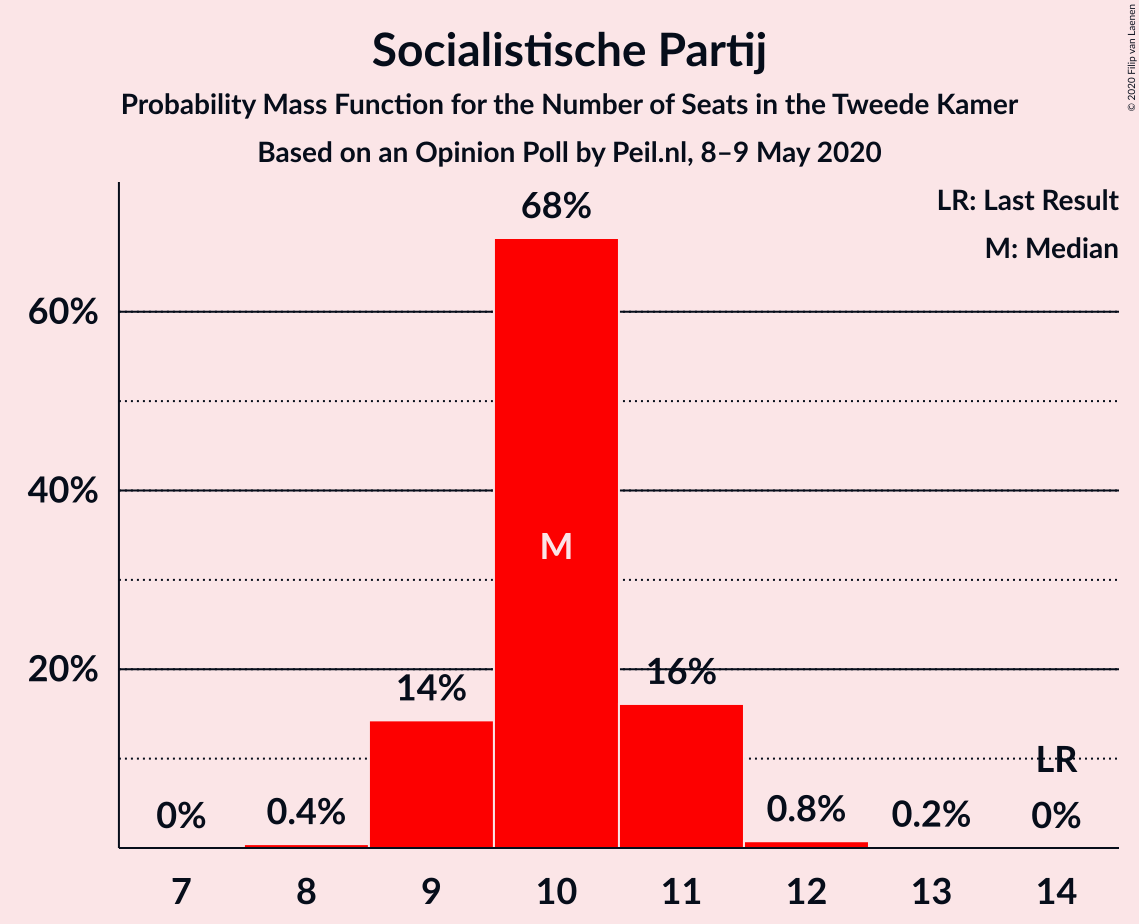 Socialistische Partij
Probability Mass Function for the Number of Seats in the Tweede Kamer
Based on an Opinion Poll by Peil.nl, 8–9 May 2020
© 2020 Filip van Laenen
LR: Last Result
M: Median
60%
40%
20%
0%
0.4%
14%
68%
M
16%
0.8%
0.2%
LR
0%
7 8 9 10 11 12 13 14